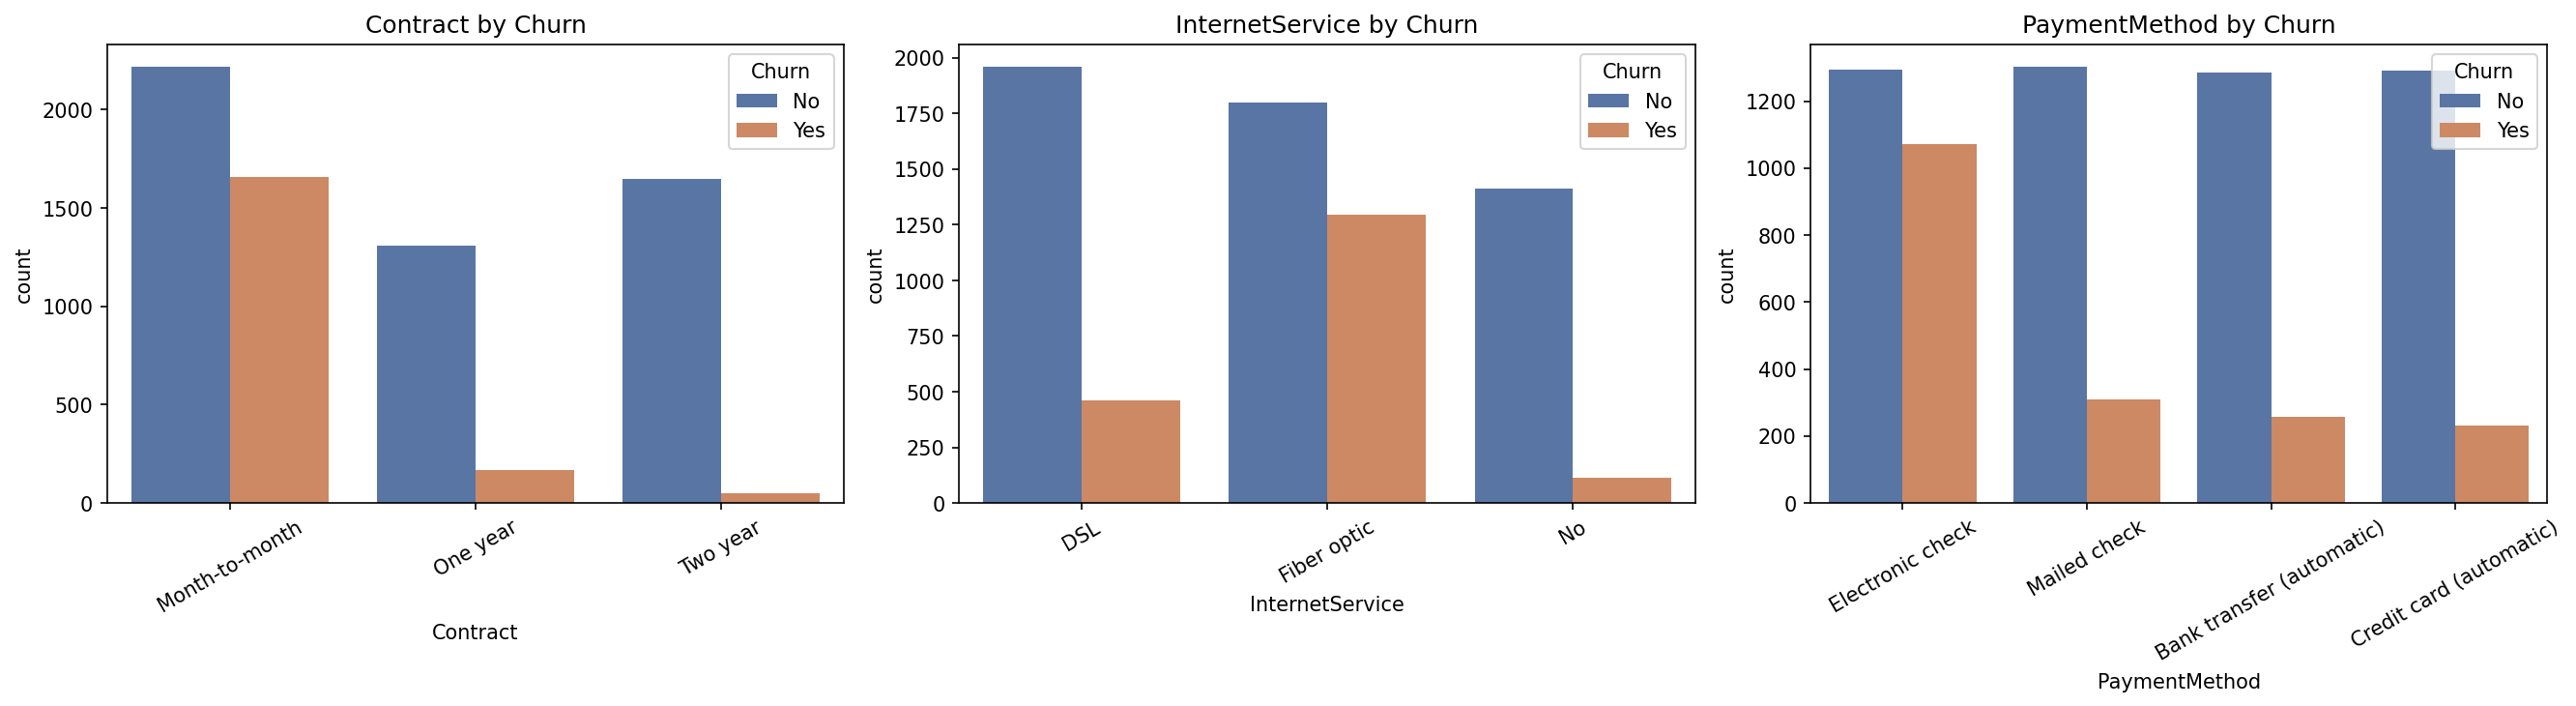 Contract by Churn
2000
1500
1000
500
0
count
Churn
No
Yes
Month-to-month
One year
Two year
Contract
InternetService by Churn
2000
1750
1500
1250
1000
750
500
250
0
count
Churn
No
Yes
DSL
Fiber optic
No
InternetService
PaymentMethod by Churn
1200
1000
800
600
400
200
0
count
Churn
No
Yes
Electronic check
Mailed check
Bank transfer (automatic)
Credit card (automatic)
PaymentMethod